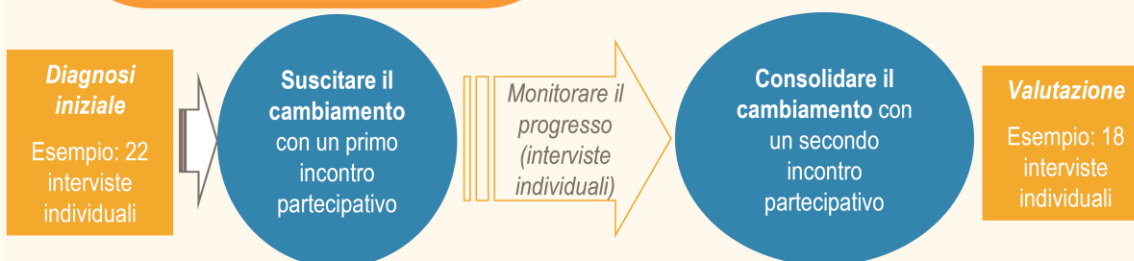 Diagnosi
iniziale
Esempio: 22
interviste
individuali
Suscitare il
cambiamento
con un primo
incontro
partecipativo
Monitorare il
progresso
(interviste
individuali)
Consolidare il
cambiamento con
un secondo
incontro
partecipativo
Valutazione
Esempio: 18
interviste
individuali